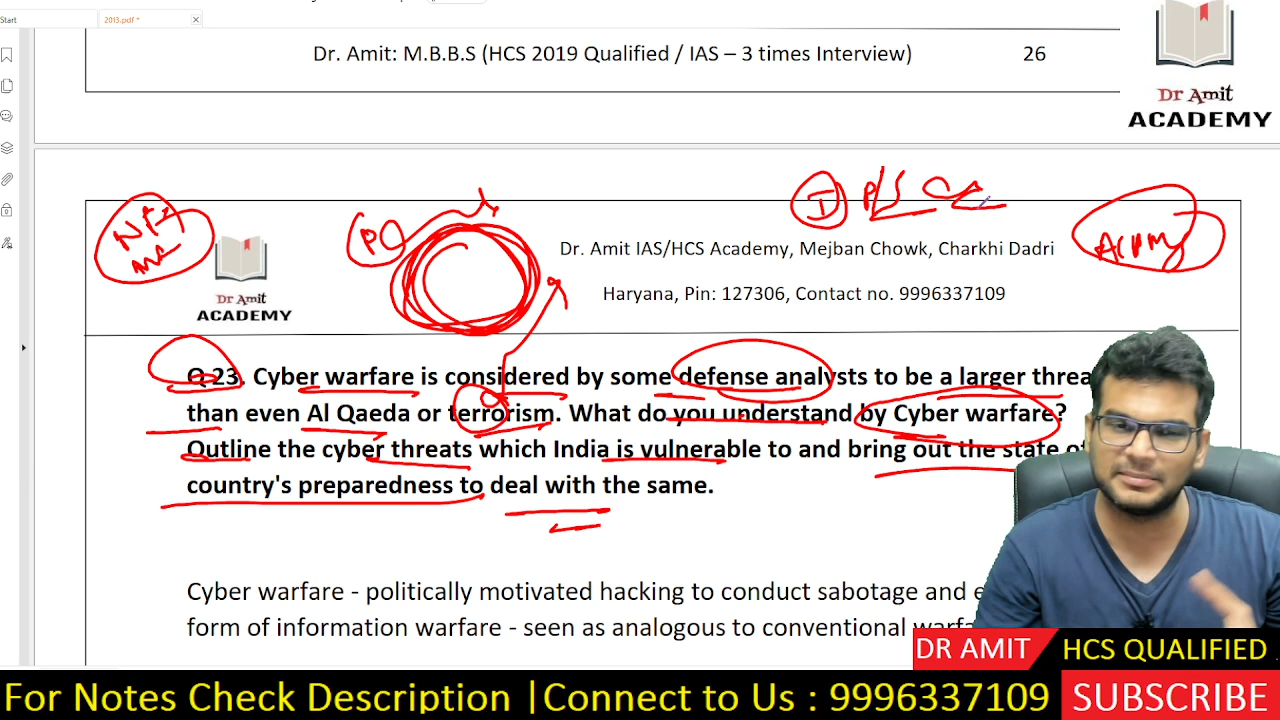 Start
2013.pdf *
Dr. Amit: M.B.B.S (HCS 2019 Qualified / IAS – 3 times Interview) 26
Dr Amit
ACADEMY
Dr Amit
ACADEMY
Dr. Amit IAS/HCS Academy, Mejban Chowk, Charkhi Dadri
Haryana, Pin: 127306, Contact no. 9996337109
P
I
Q 23. Cyber warfare is considered by some defense analysts to be a larger
than even Al Qaeda or terrorism. What do you understand by Cyber warfare?
Outline the cyber threats which India is vulnerable to and bring out the state
country's preparedness to deal with the same.
Cyber warfare - politically motivated hacking to conduct sabotage and
form of information warfare - seen as analogous to conventional
DR AMIT HCS QUALIFIED
For Notes Check Description |Connect to Us : 9996337109 SUBSCRIBE